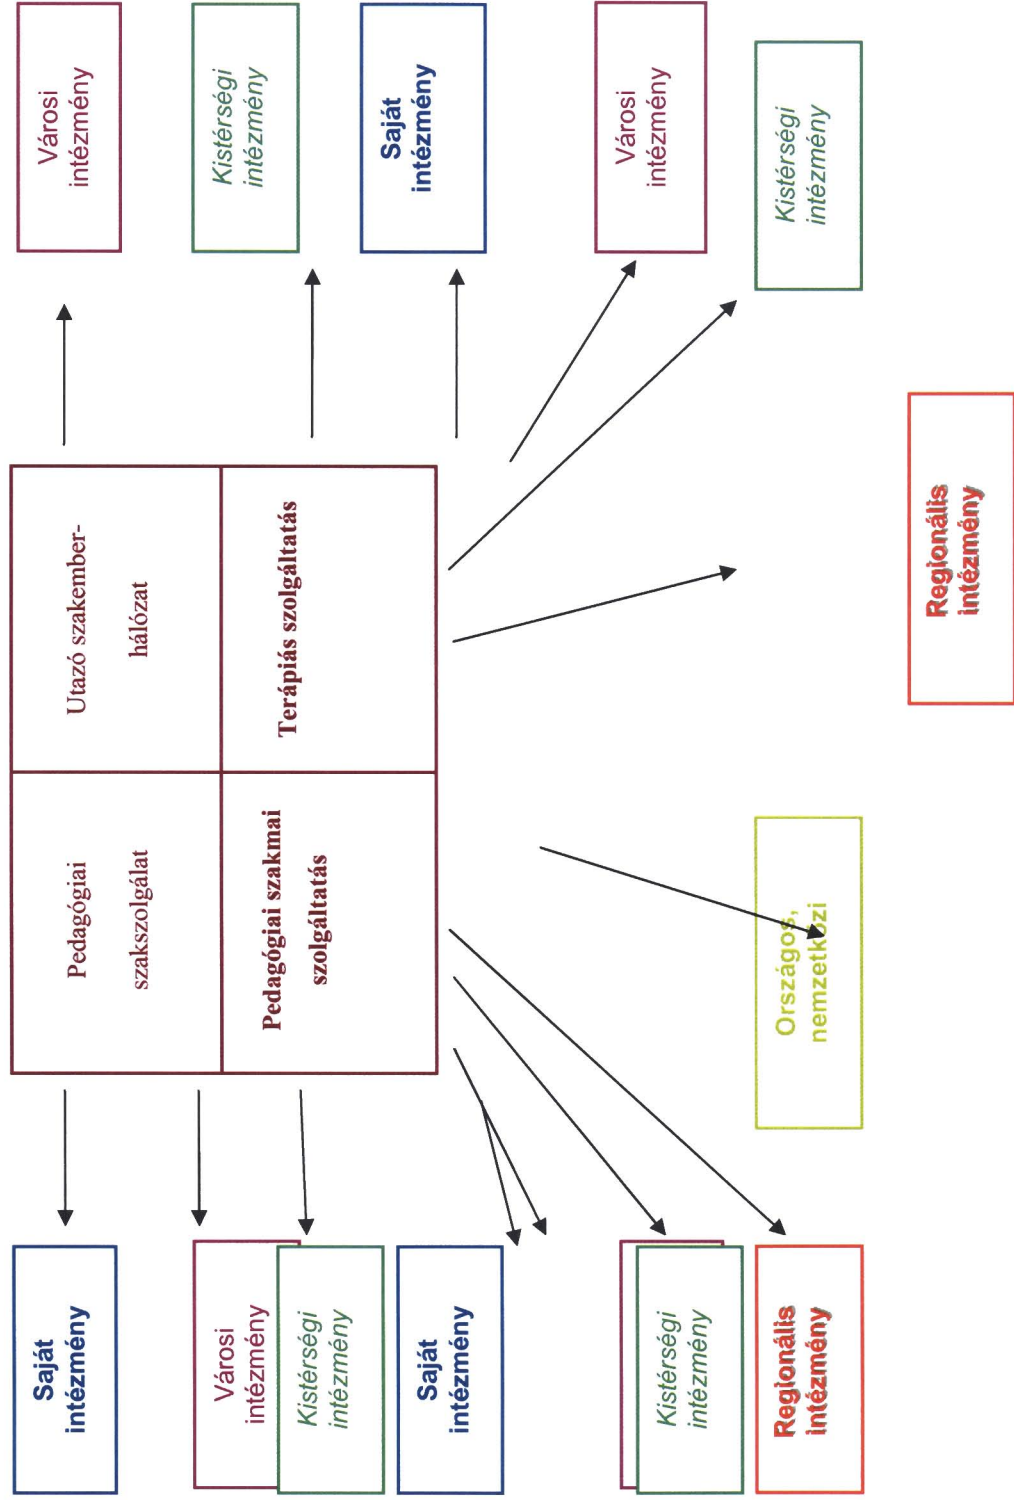 Saját
intézmény
Pedagógiai
szakszolgálat
Utazó szakember-
hálózat
Városi
intézmény
Városi
intézmény
Kistérségi
intézmény
Pedagógiai szakmai
szolgáltatás
Terápiás szolgáltatás
Kistérségi
intézmény
Saját
intézmény
Saját
intézmény
Kistérségi
intézmény
Városi
intézmény
Regionális
intézmény
Országos,
nemzetközi
Kistérségi
intézmény
Regionális
intézmény